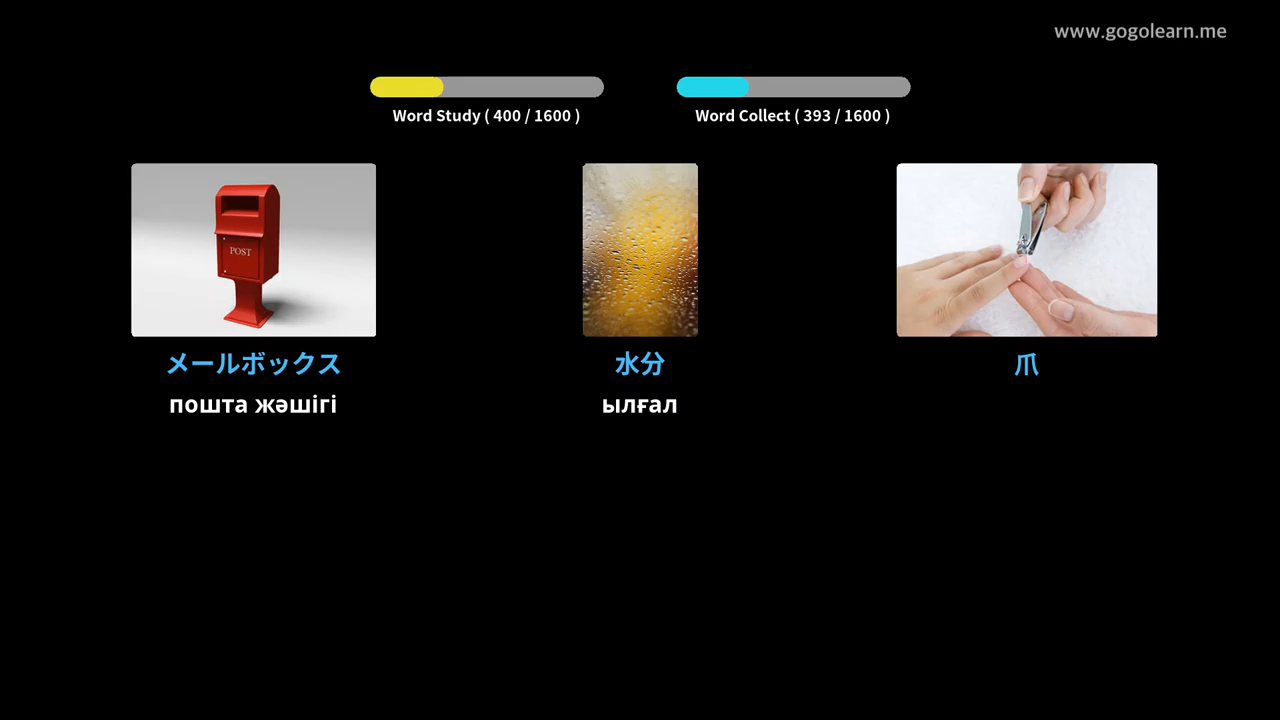 www.gogolearn.me
Word Study ( 400 / 1600 )
Word Collect ( 393 / 1600 )
POST
メールボックス
水分
爪
пошта жәшігі
ылғал